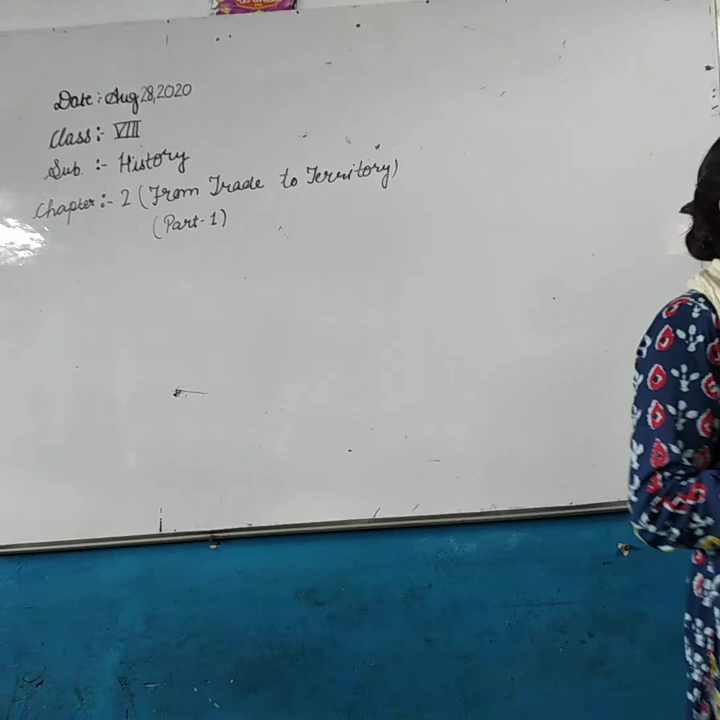 Date :- Aug 28, 2020
Class :- VIII
Sub. :- History
Chapter :- 2 (From Trade to Territory)
(Part-1)